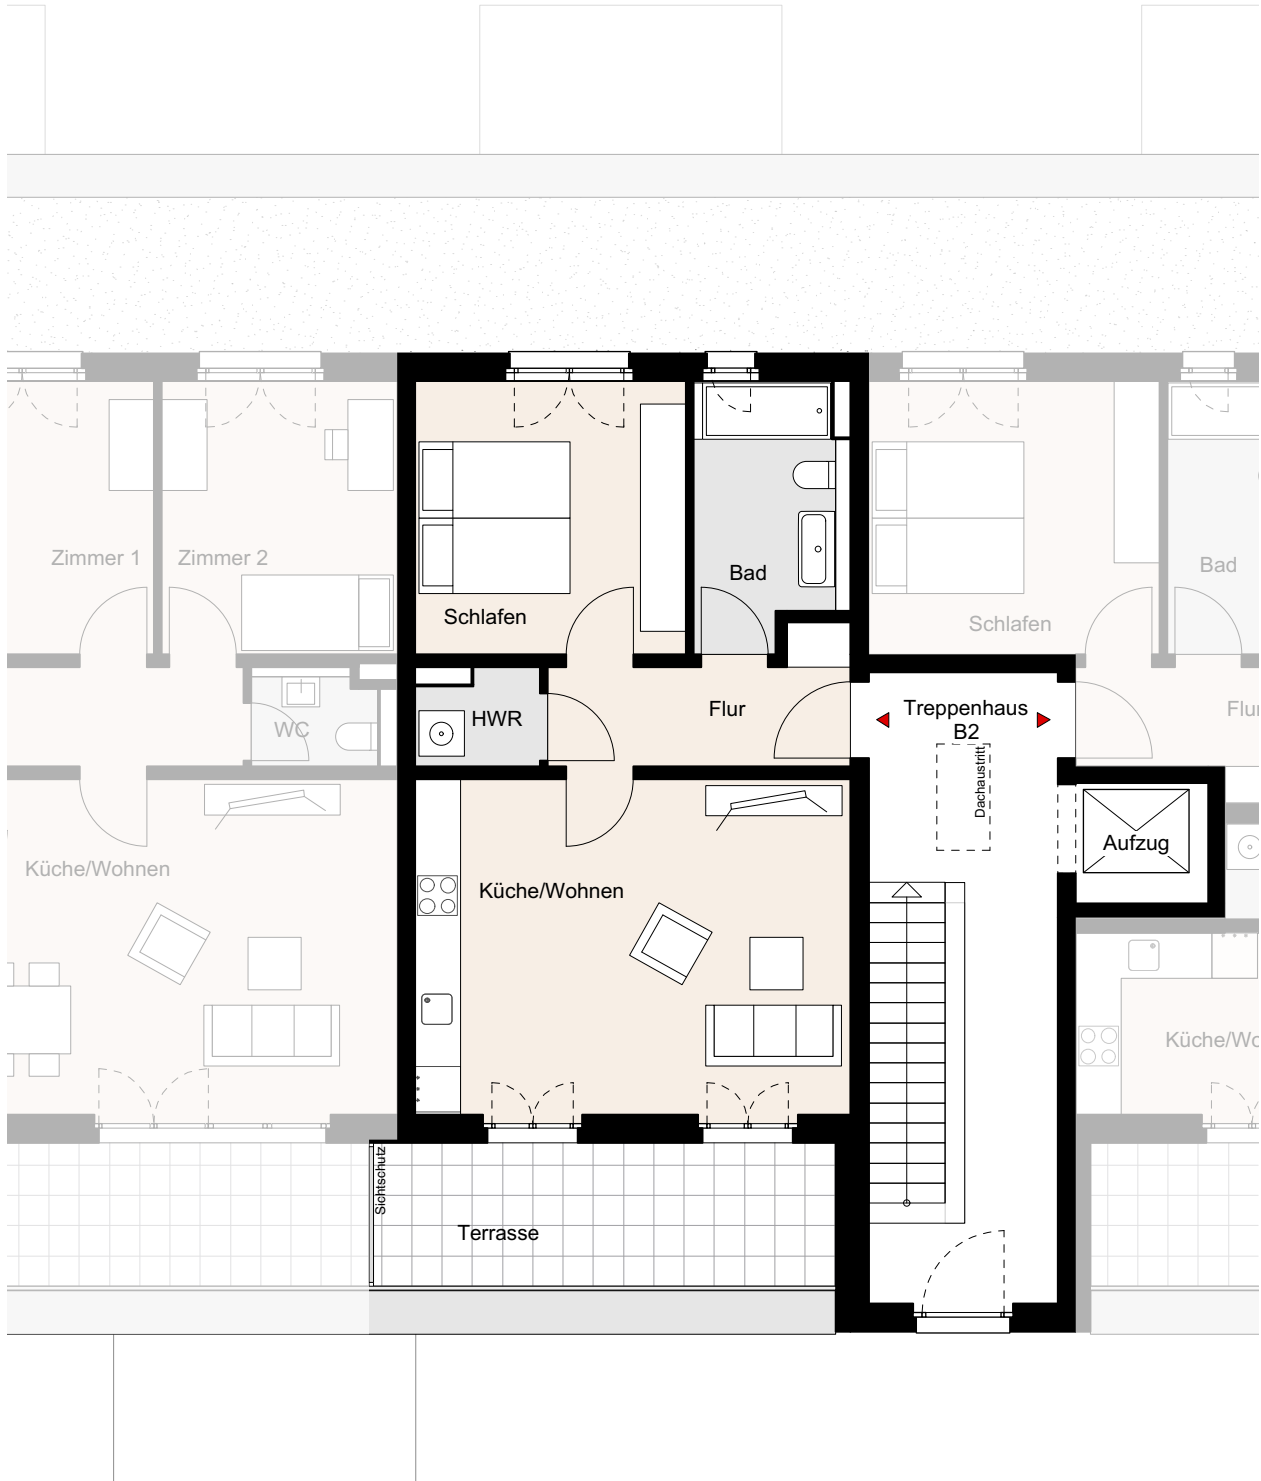 Zimmer 1
Zimmer 2
Bad
Bad
Schlafen
Schlafen
WC
HWR
Flur
Treppenhaus
B2
Flur
Dachaustritt
Aufzug
Küche/Wohnen
Küche/Wohnen
Küche/Wo
Sichtschutz
Terrasse